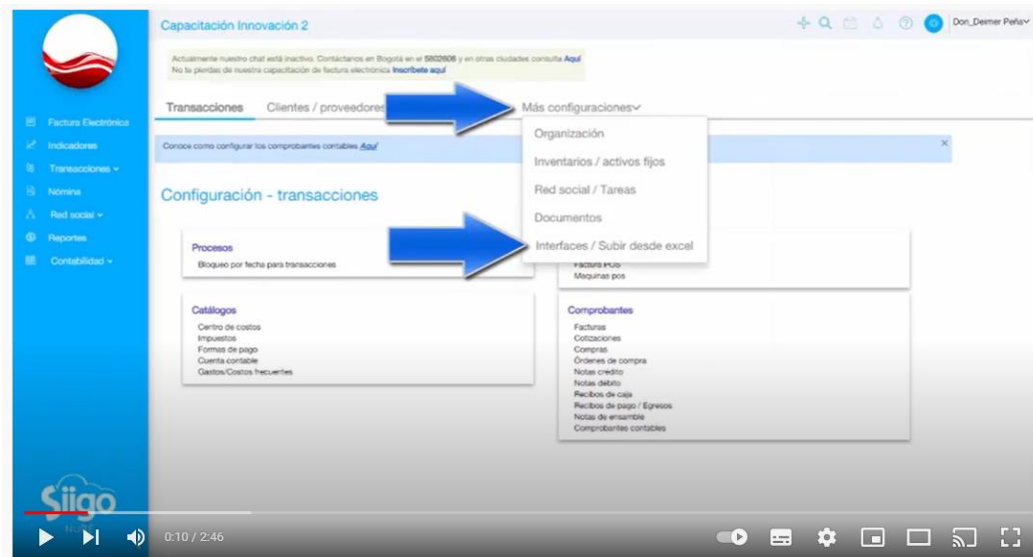 Capacitación Innovación 2
Don_Deimer Peña
Actualmente nuestro chat está inactivo. Contáctanos en Bogotá en el 5802606 y en otras ciudades consulta Aquí
No te pierdas de nuestra capacitación de factura electrónica Inscríbete aquí
Transacciones
Clientes / proveedores
Más configuraciones
Organización
Inventarios / activos fijos
Red social / Tareas
Documentos
Interfaces / Subir desde excel
Factura Electrónica
Indicadores
Transacciones
Nómina
Red social
Reportes
Contabilidad
Conoce como configurar los comprobantes contables Aquí
Configuración - transacciones
Procesos
Bloqueo por fecha para transacciones
Factura POS
Maquinas pos
Catálogos
Centro de costos
Impuestos
Formas de pago
Cuenta contable
Gastos/Costos frecuentes
Comprobantes
Facturas
Cotizaciones
Compras
Órdenes de compra
Notas crédito
Notas débito
Recibos de caja
Recibos de pago / Egresos
Notas de ensamble
Comprobantes contables
Siigo
0:10 / 2:46